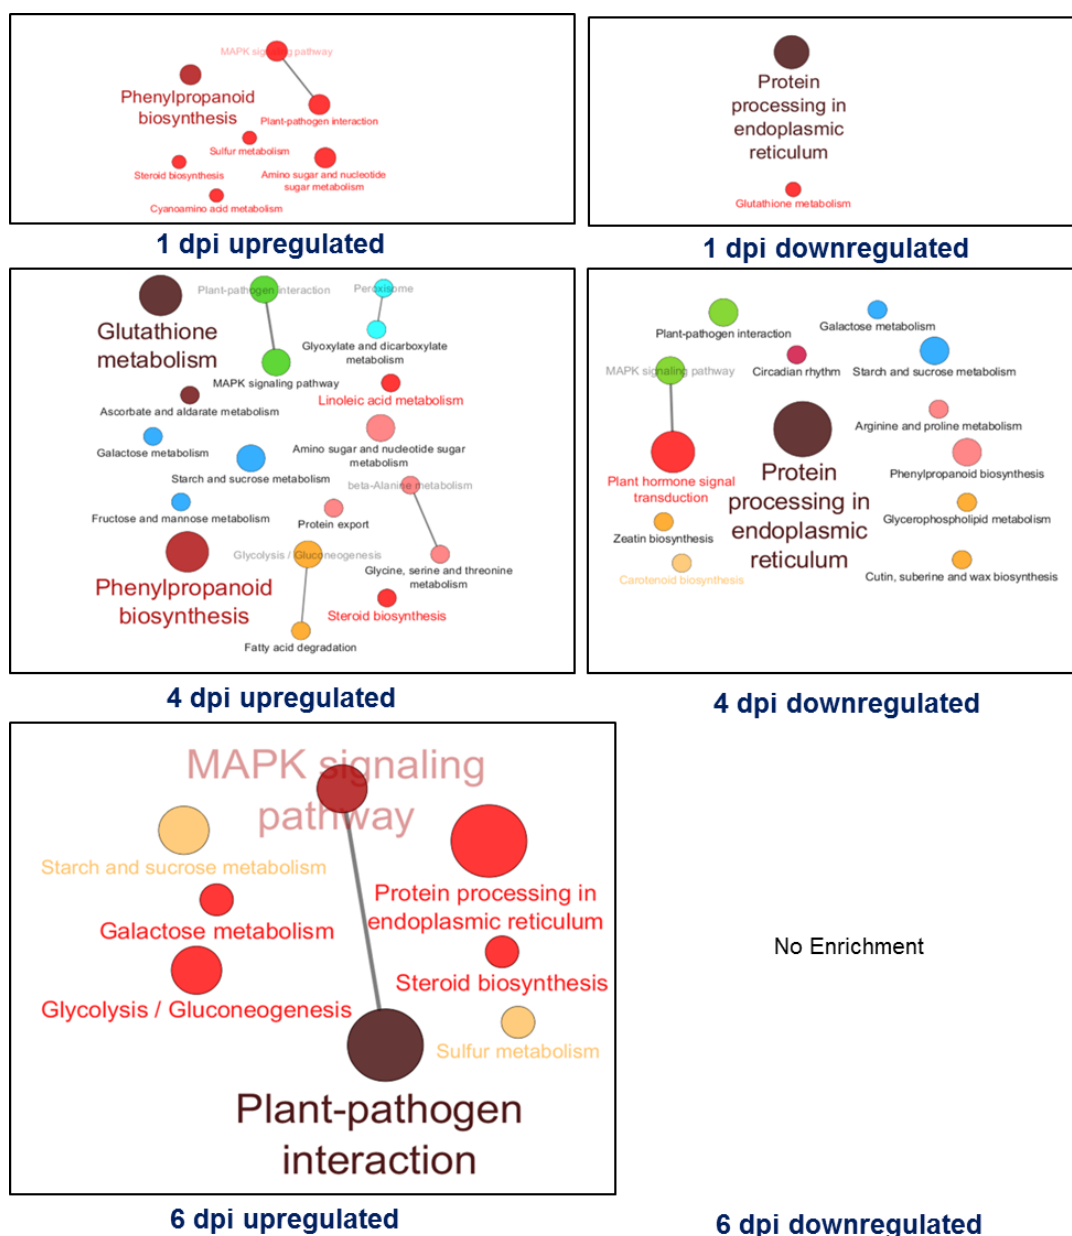 MAPK signaling pathway
Phenylpropanoid
biosynthesis
Plant-pathogen interaction
Sulfur metabolism
Steroid biosynthesis
Amino sugar and nucleotide
sugar metabolism
Cyanoamino acid metabolism
1 dpi upregulated
Protein
processing in
endoplasmic
reticulum
Glutathione metabolism
1 dpi downregulated
Plant-pathogen interaction
Peroxisome
Glutathione
metabolism
Glyoxylate and dicarboxylate
metabolism
MAPK signaling pathway
Linoleic acid metabolism
Ascorbate and aldarate metabolism
Galactose metabolism
Amino sugar and nucleotide sugar
metabolism
Starch and sucrose metabolism
beta-Alanine metabolism
Fructose and mannose metabolism
Protein export
Glycolysis / Gluconeogenesis
Glycine, serine and threonine
metabolism
Phenylpropanoid
biosynthesis
Steroid biosynthesis
Fatty acid degradation
4 dpi upregulated
Plant-pathogen interaction
Galactose metabolism
MAPK signaling pathway
Circadian rhythm
Starch and sucrose metabolism
Arginine and proline metabolism
Plant hormone signal
transduction
Protein
processing in
endoplasmic
reticulum
Phenylpropanoid biosynthesis
Glycerophospholipid metabolism
Zeatin biosynthesis
Carotenoid biosynthesis
Cutin, suberine and wax biosynthesis
4 dpi downregulated
MAPK signaling
pathway
Starch and sucrose metabolism
Protein processing in
endoplasmic reticulum
Galactose metabolism
Steroid biosynthesis
Glycolysis / Gluconeogenesis
Sulfur metabolism
Plant-pathogen
interaction
6 dpi upregulated
No Enrichment
6 dpi downregulated